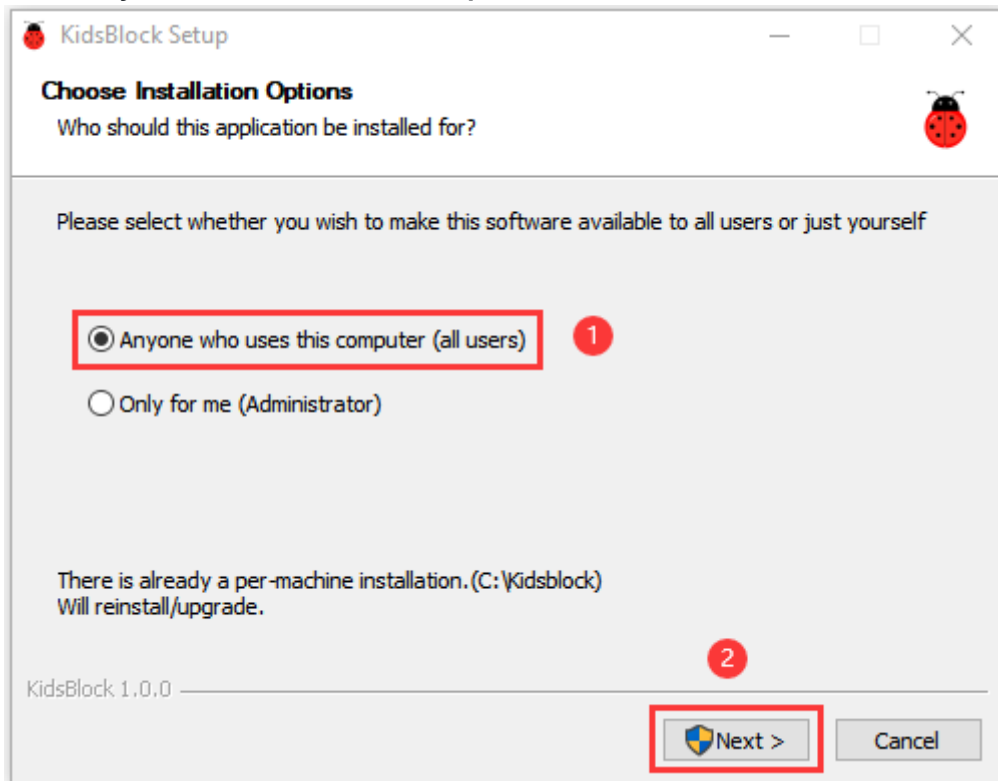 KidsBlock Setup
Choose Installation Options
Who should this application be installed for?
Please select whether you wish to make this software available to all users or just yourself
Anyone who uses this computer (all users)
1
Only for me (Administrator)
There is already a per-machine installation.(C:\Kidsblock)
Will reinstall/upgrade.
2
KidsBlock 1.0.0
Next > Cancel